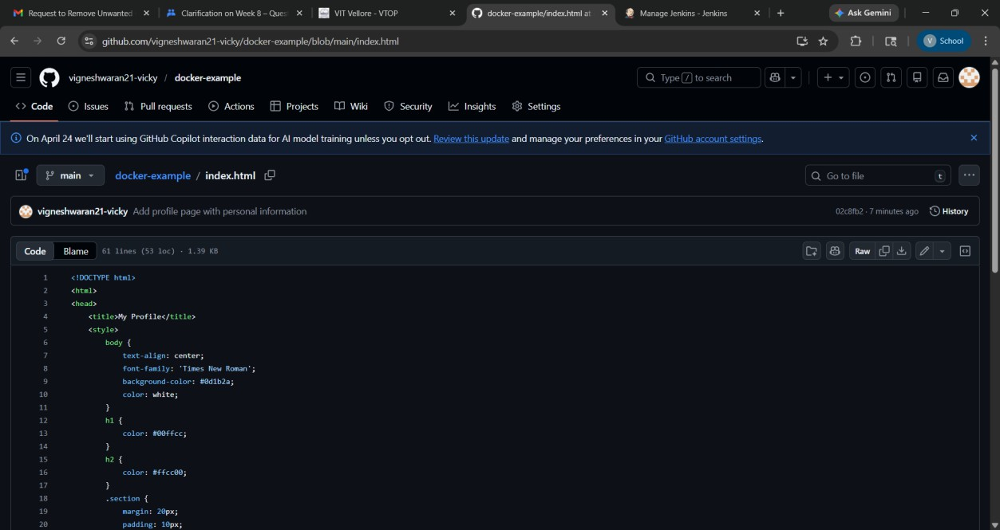 Request to Remove Unwanted
Clarification on Week 8 – Ques
VIT Vellore - VTOP
docker-example/index.html at
Manage Jenkins - Jenkins
Ask Gemini
github.com/vigneshwaran21-vicky/docker-example/blob/main/index.html
V School
vigneshwaran21-vicky / docker-example
Type / to search
Code Issues Pull requests Actions Projects Wiki Security Insights Settings
On April 24 we'll start using GitHub Copilot interaction data for AI model training unless you opt out. Review this update and manage your preferences in your GitHub account settings.
main docker-example / index.html
Go to file t
vigneshwaran21-vicky Add profile page with personal information
02c8fb2 · 7 minutes ago History
Code Blame 61 lines (53 loc) · 1.39 KB
Raw
1 <!DOCTYPE html>
2 <html>
3 <head>
4 <title>My Profile</title>
5 <style>
6 body {
7 text-align: center;
8 font-family: 'Times New Roman';
9 background-color: #0d1b2a;
10 color: white;
11 }
12 h1 {
13 color: #00ffcc;
14 }
15 h2 {
16 color: #ffcc00;
17 }
18 .section {
19 margin: 20px;
20 padding: 10px;